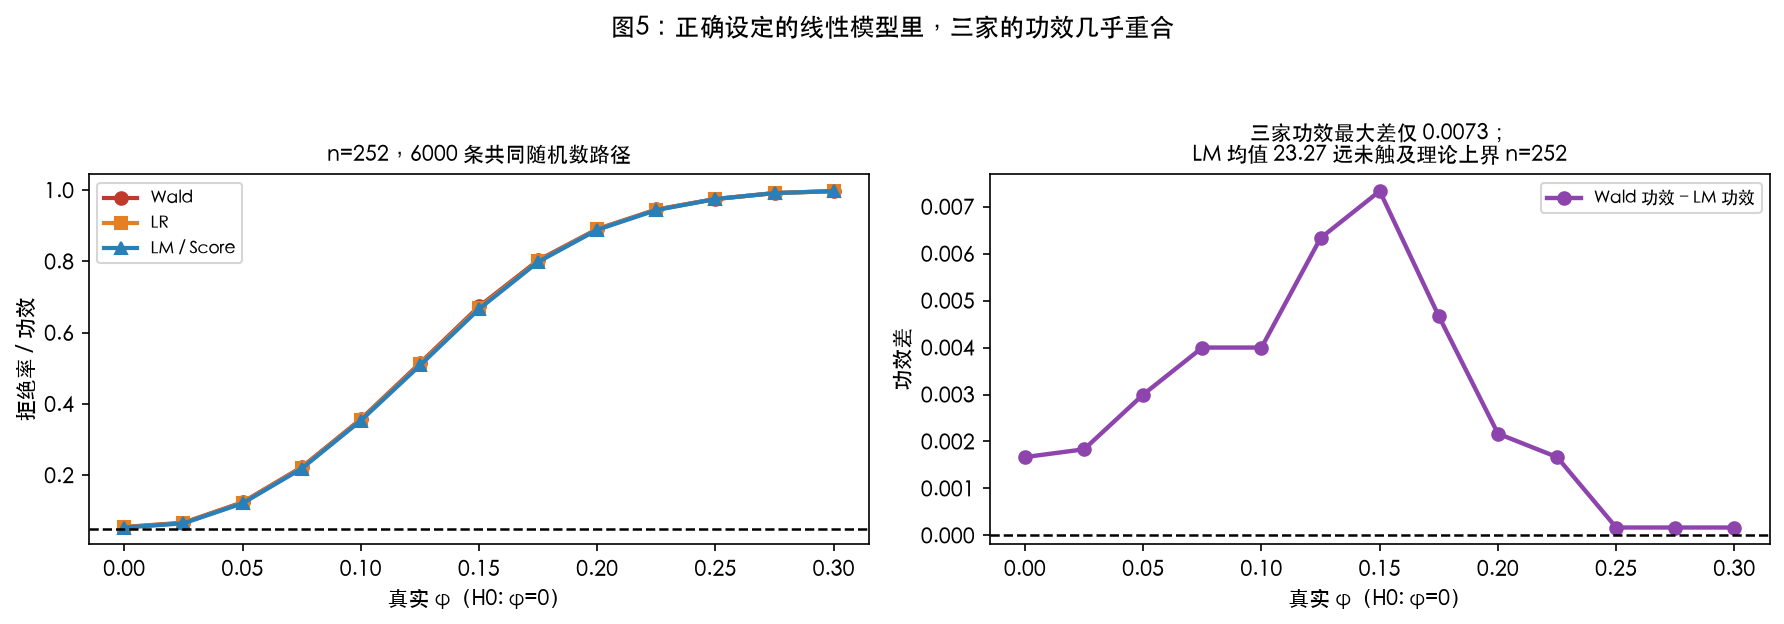 图5：正确设定的线性模型里，三家的功效几乎重合
n=252，6000 条共同随机数路径
Wald
LR
LM / Score
1.0
0.8
0.6
0.4
0.2
拒绝率 / 功效
0.00 0.05 0.10 0.15 0.20 0.25 0.30
真实 φ（H0: φ=0）
三家功效最大差仅 0.0073；
LM 均值 23.27 远未触及理论上界 n=252
Wald 功效 − LM 功效
0.007
0.006
0.005
0.004
0.003
0.002
0.001
0.000
功效差
0.00 0.05 0.10 0.15 0.20 0.25 0.30
真实 φ（H0: φ=0）